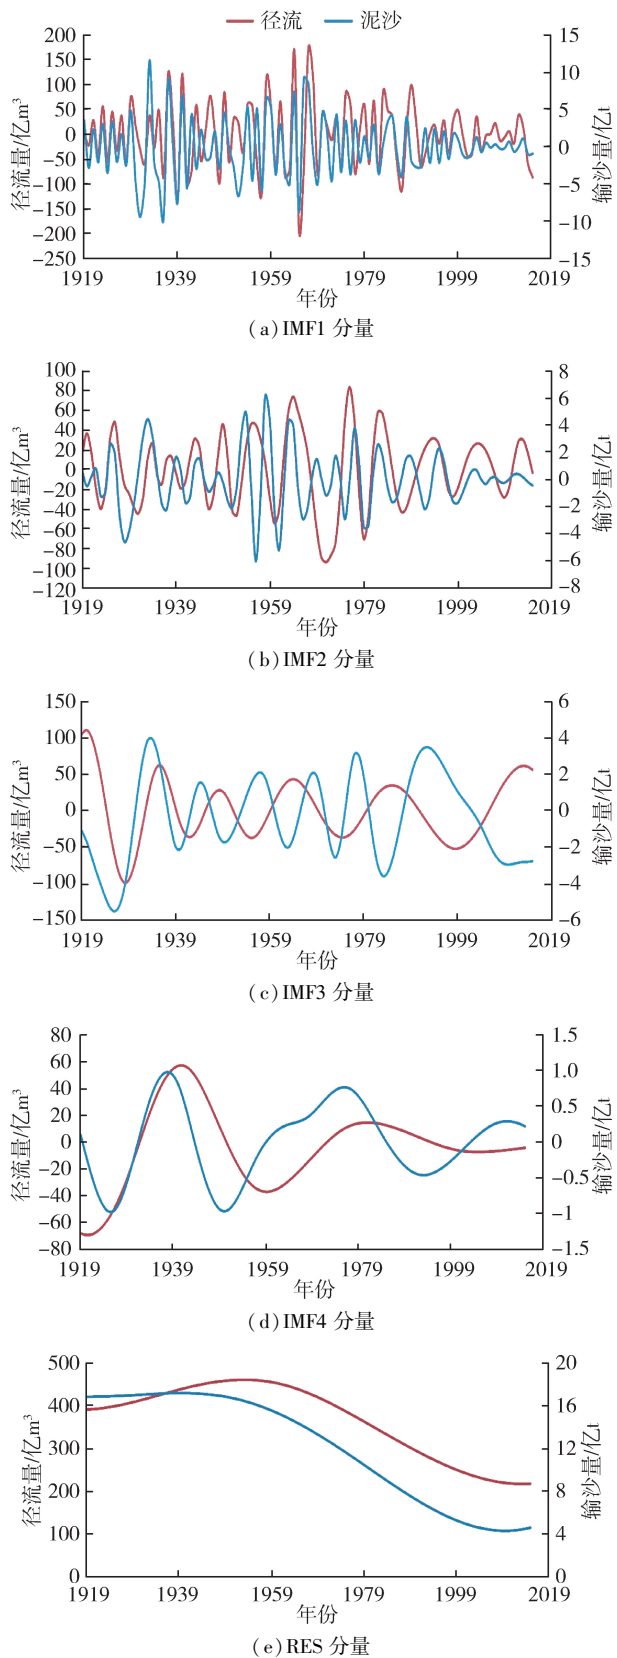 径流 泥沙
200 15
150 10
100
50 5
0 0
−50
−100 −5
−150 −10
−200
−250 −15
径流量/亿m³
输沙量/亿t
1919 1939 1959 1979 1999 2019
年份
(a)IMF1 分量
100 8
80 6
60 4
40 2
20
0 0
−20
−40 −2
−60 −4
−80 −6
−100
−120 −8
径流量/亿m³
输沙量/亿t
1919 1939 1959 1979 1999 2019
年份
(b)IMF2 分量
150 6
100 4
50 2
0 0
−50 −2
−100 −4
−150 −6
径流量/亿m³
输沙量/亿t
1919 1939 1959 1979 1999 2019
年份
(c)IMF3 分量
80 1.5
60 1.0
40
20 0.5
0 0
−20 −0.5
−40
−60 −1
−80 −1.5
径流量/亿m³
输沙量/亿t
1919 1939 1959 1979 1999 2019
年份
(d)IMF4 分量
500 20
400 16
300 12
200 8
100 4
0 0
径流量/亿m³
输沙量/亿t
1919 1939 1959 1979 1999 2019
年份
(e)RES 分量